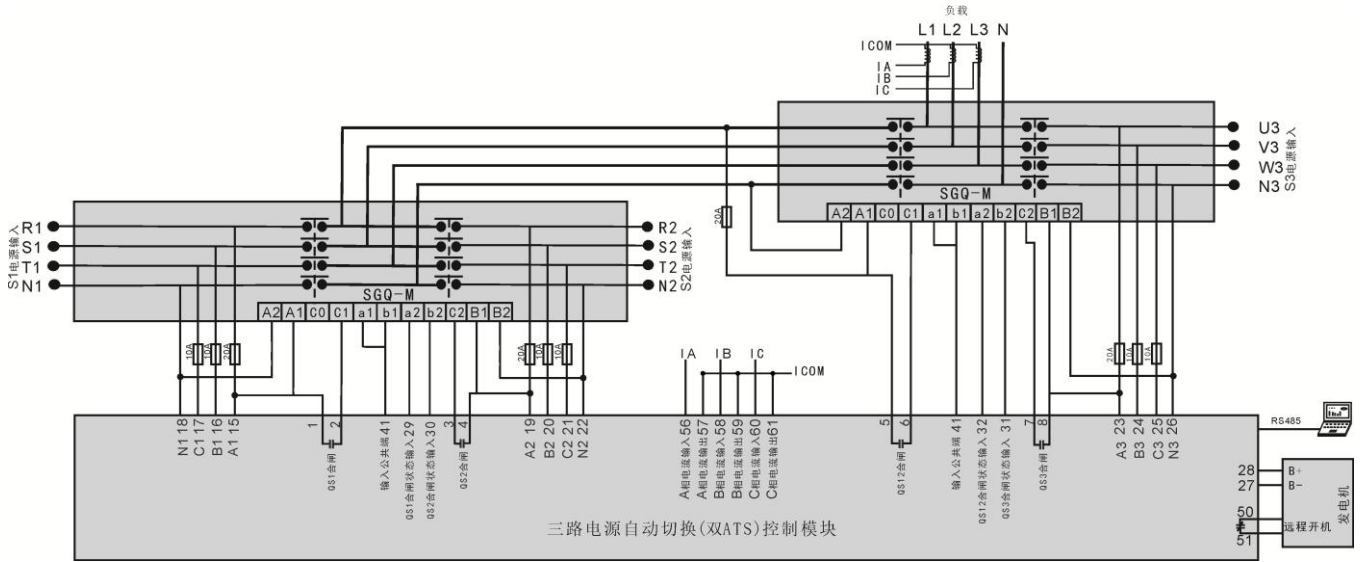 负载
L1 L2 L3 N
ICOM
IA
IB
IC
U3
V3
W3
N3
S3电源输入
SGQ-M
A2 A1 C0 C1 a1 b1 a2 b2 C2 B1 B2
20A
S1电源输入
R1
S1
T1
N1
R2
S2
T2
N2
S2电源输入
SGQ-M
A2 A1 C0 C1 a1 b1 a2 b2 C2 B1 B2
10A 10A 20A
20A 10A 10A
20A 10A 10A
IA IB IC
ICOM
N1 18
C1 17
B1 16
A1 15
1 2
QS1合闸
输入公共端41
QS1合闸状态输入29
QS2合闸状态输入30
3 4
QS2合闸
A2 19
B2 20
C2 21
N2 22
A相电流输入56
A相电流输出57
B相电流输入58
B相电流输出59
C相电流输入60
C相电流输出61
5 6
QS12合闸
输入公共端41
QS12合闸状态输入32
QS3合闸状态输入31
7 8
QS3合闸
A3 23
B3 24
C3 25
N3 26
RS485
28 B+
27 B-
50
远程开机
51
发电机
三路电源自动切换(双ATS)控制模块